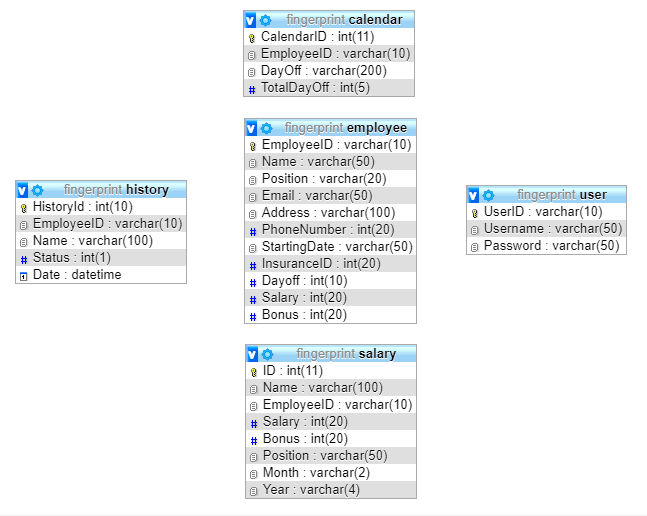 fingerprint calendar
CalendarID : int(11)
EmployeeID : varchar(10)
DayOff : varchar(200)
TotalDayOff : int(5)
fingerprint employee
EmployeeID : varchar(10)
Name : varchar(50)
Position : varchar(20)
Email : varchar(50)
Address : varchar(100)
PhoneNumber : int(20)
StartingDate : varchar(50)
InsuranceID : int(20)
Dayoff : int(10)
Salary : int(20)
Bonus : int(20)
fingerprint history
HistoryId : int(10)
EmployeeID : varchar(10)
Name : varchar(100)
Status : int(1)
Date : datetime
fingerprint user
UserID : varchar(10)
Username : varchar(50)
Password : varchar(50)
fingerprint salary
ID : int(11)
Name : varchar(100)
EmployeeID : varchar(10)
Salary : int(20)
Bonus : int(20)
Position : varchar(50)
Month : varchar(2)
Year : varchar(4)